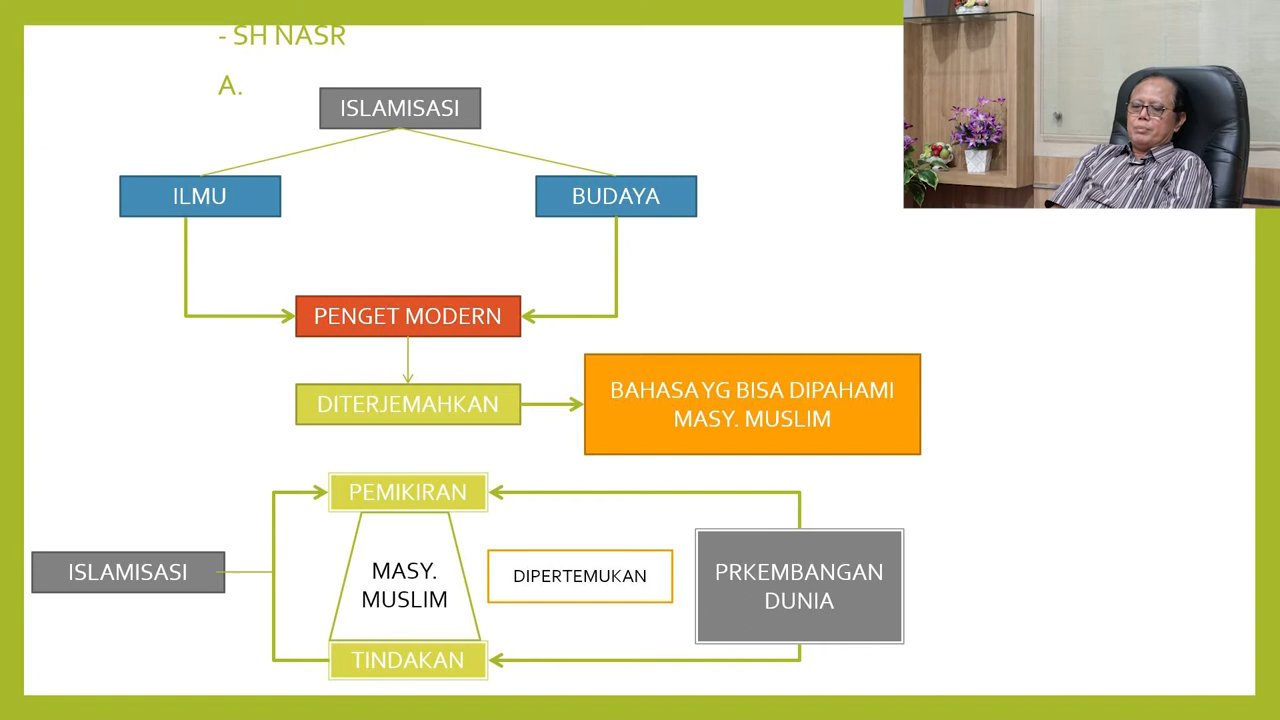 - SH NASR
A.
ISLAMISASI
ILMU
BUDAYA
PENGET MODERN
DITERJEMAHKAN
BAHASA YG BISA DIPAHAMI
MASY. MUSLIM
PEMIKIRAN
ISLAMISASI
MASY.
MUSLIM
DIPERTEMUKAN
PRKEMBANGAN
DUNIA
TINDAKAN